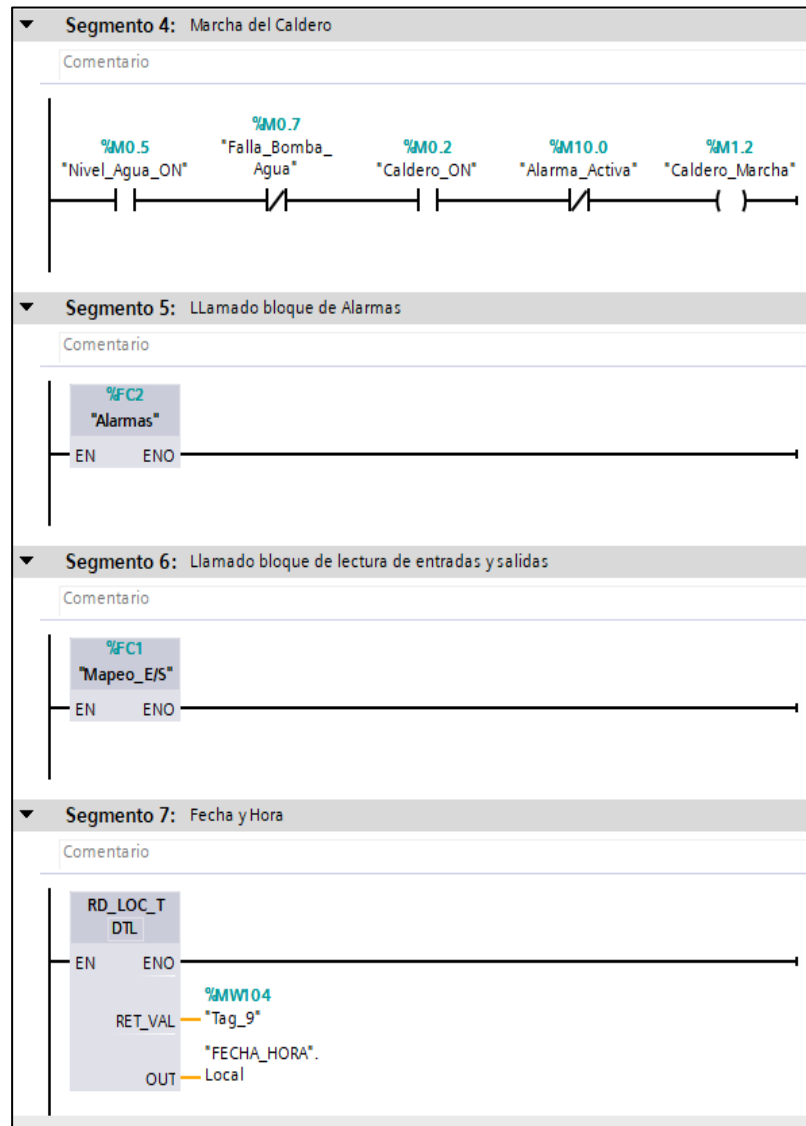 Segmento 4: Marcha del Caldero
Comentario
%M0.5
"Nivel_Agua_ON"
%M0.7
"Falla_Bomba_
Agua"
%M0.2
"Caldero_ON"
%M10.0
"Alarma_Activa"
%M1.2
"Caldero_Marcha"
Segmento 5: LLamado bloque de Alarmas
Comentario
%FC2
"Alarmas"
EN ENO
Segmento 6: Llamado bloque de lectura de entradas y salidas
Comentario
%FC1
"Mapeo_E/S"
EN ENO
Segmento 7: Fecha y Hora
Comentario
RD_LOC_T
DTL
EN ENO
%MW104
RET_VAL "Tag_9"
"FECHA_HORA".
OUT Local